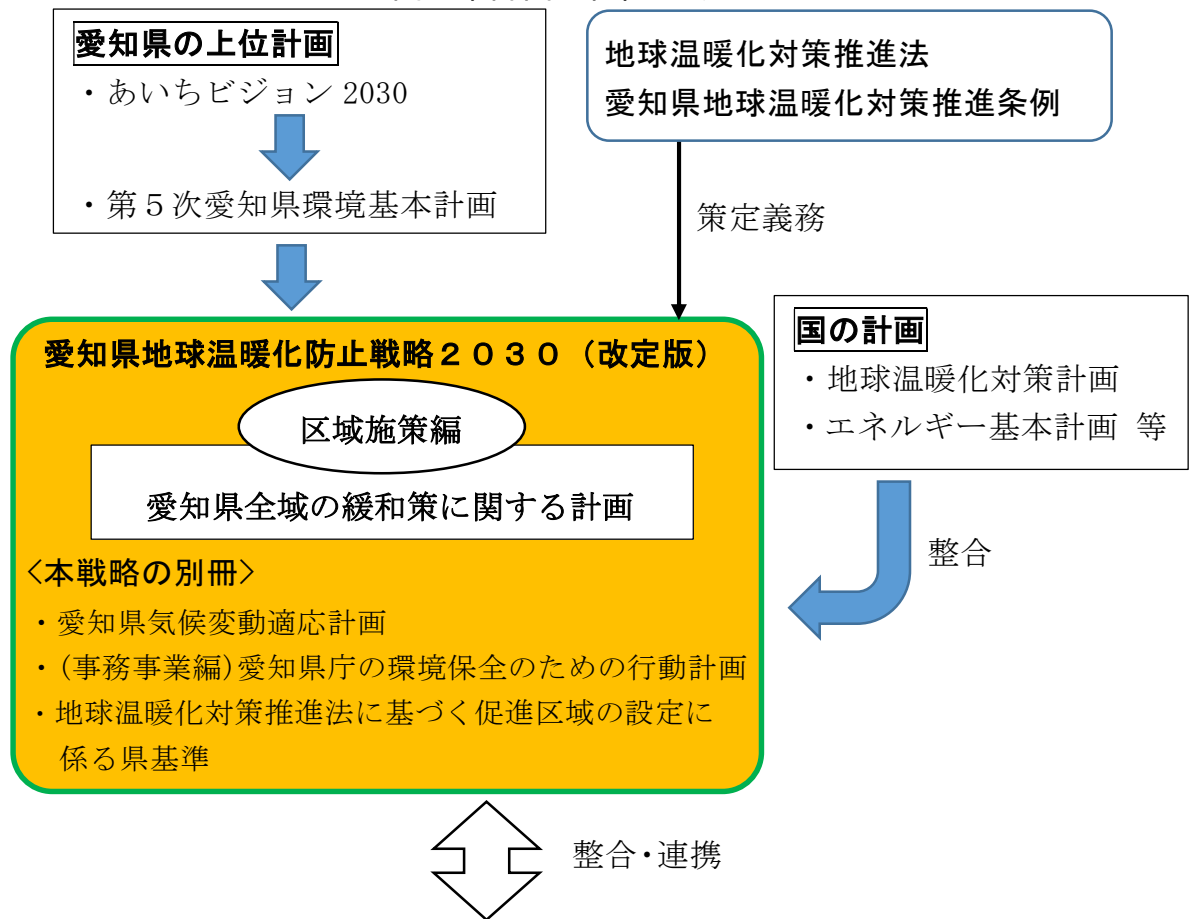 愛知県の上位計画
・あいちビジョン 2030
・第５次愛知県環境基本計画
地球温暖化対策推進法
愛知県地球温暖化対策推進条例
策定義務
国の計画
・地球温暖化対策計画
・エネルギー基本計画 等
整合
愛知県地球温暖化防止戦略２０３０（改定版）
区域施策編
愛知県全域の緩和策に関する計画
<本戦略の別冊>
・愛知県気候変動適応計画
・(事務事業編)愛知県庁の環境保全のための行動計画
・地球温暖化対策推進法に基づく促進区域の設定に
係る県基準
整合・連携